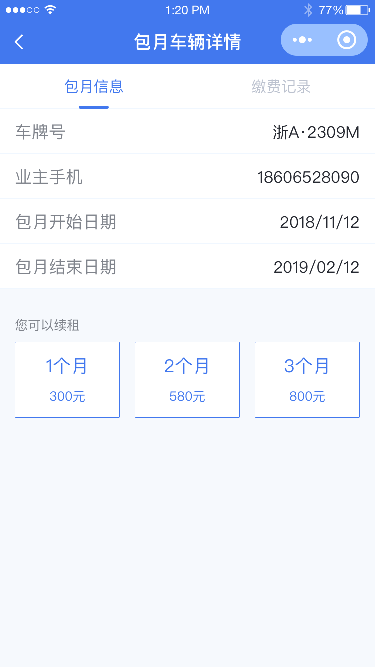 1:20 PM 77%
包月车辆详情
包月信息 缴费记录
车牌号 浙A·2309M
业主手机 18606528090
包月开始日期 2018/11/12
包月结束日期 2019/02/12
您可以续租
1个月 2个月 3个月
300元 580元 800元